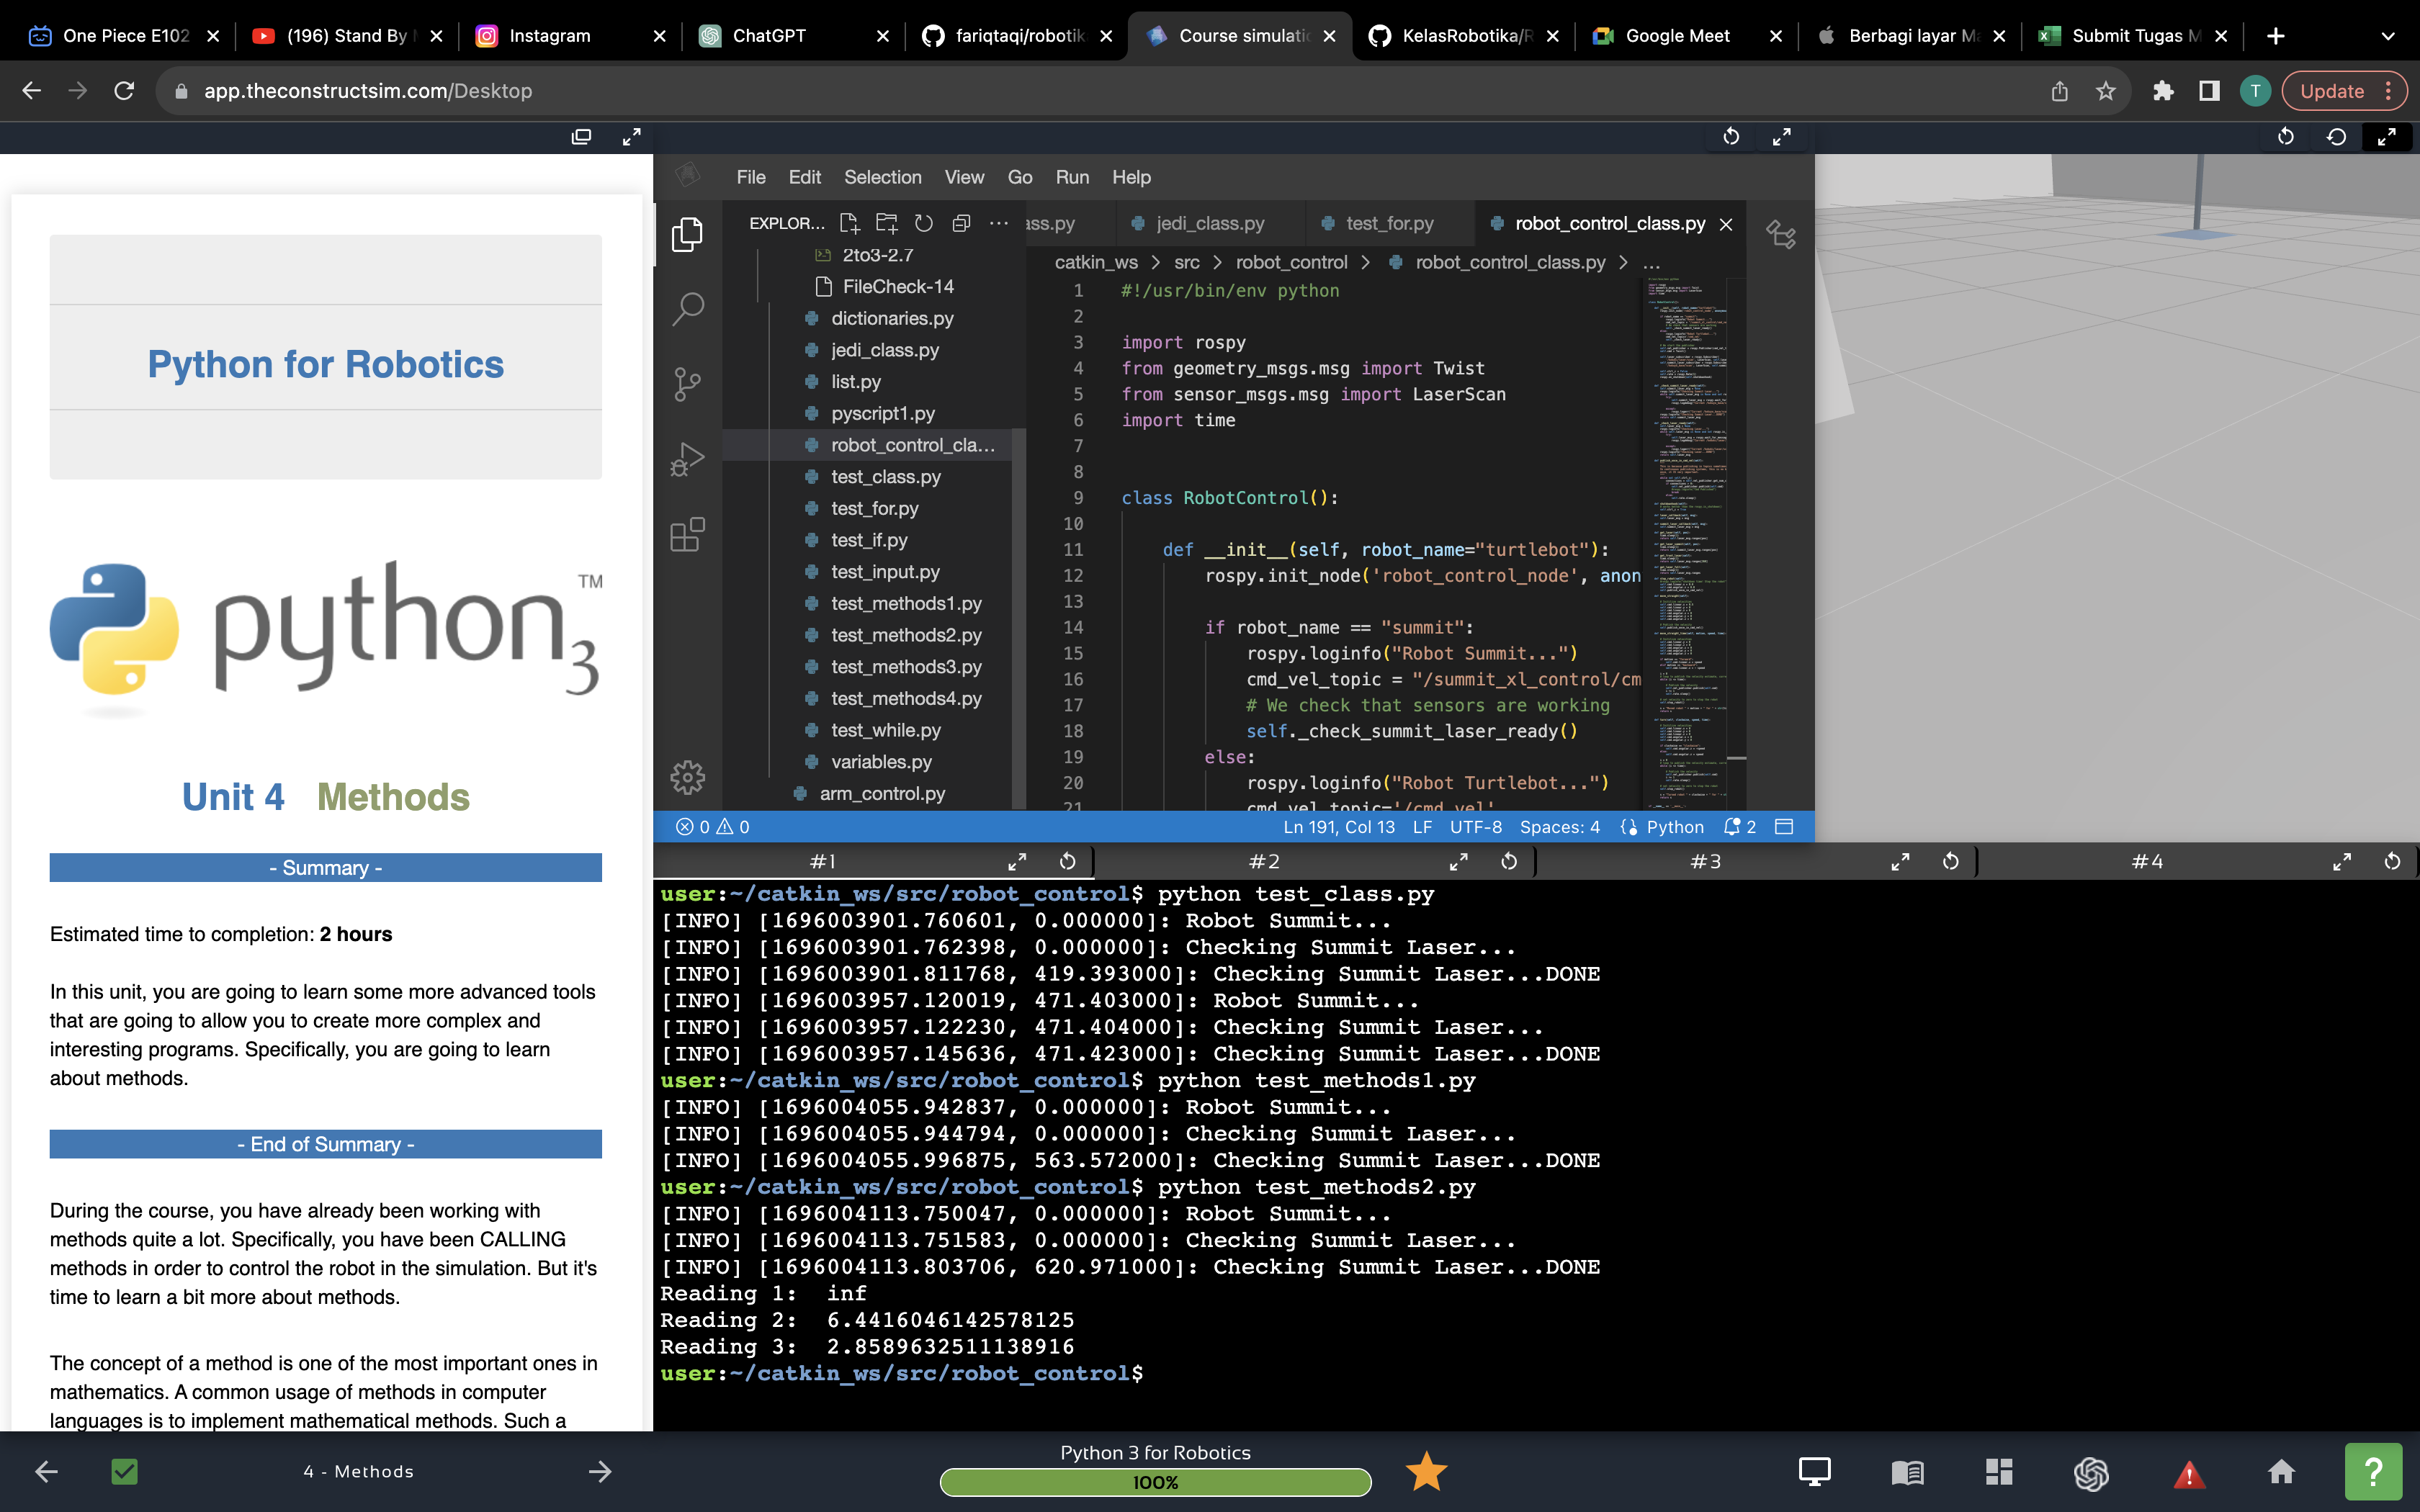 One Piece E102
(196) Stand By M
Instagram
ChatGPT
fariqtaqi/robotik
Course simulatio
KelasRobotika/R
Google Meet
Berbagi layar Ma
Submit Tugas M
app.theconstructsim.com/Desktop
T
Update
Python for Robotics
python 3 TM
Unit 4 Methods
- Summary -
Estimated time to completion: 2 hours
In this unit, you are going to learn some more advanced tools
that are going to allow you to create more complex and
interesting programs. Specifically, you are going to learn
about methods.
- End of Summary -
During the course, you have already been working with
methods quite a lot. Specifically, you have been CALLING
methods in order to control the robot in the simulation. But it's
time to learn a bit more about methods.
The concept of a method is one of the most important ones in
mathematics. A common usage of methods in computer
languages is to implement mathematical methods. Such a
File Edit Selection View Go Run Help
EXPLOR... ...
2to3-2.7
FileCheck-14
dictionaries.py
jedi_class.py
list.py
pyscript1.py
robot_control_cla...
test_class.py
test_for.py
test_if.py
test_input.py
test_methods1.py
test_methods2.py
test_methods3.py
test_methods4.py
test_while.py
variables.py
arm_control.py
ass.py jedi_class.py test_for.py robot_control_class.py
catkin_ws > src > robot_control > robot_control_class.py > ...
1 #!/usr/bin/env python
2
3 import rospy
4 from geometry_msgs.msg import Twist
5 from sensor_msgs.msg import LaserScan
6 import time
7
8
9 class RobotControl():
10
11 def __init__(self, robot_name="turtlebot"):
12 rospy.init_node('robot_control_node', anon
13
14 if robot_name == "summit":
15 rospy.loginfo("Robot Summit...")
16 cmd_vel_topic = "/summit_xl_control/cm
17 # We check that sensors are working
18 self._check_summit_laser_ready()
19 else:
20 rospy.loginfo("Robot Turtlebot...")
21 cmd_vel_topic='/cmd_vel'
0 0 Ln 191, Col 13 LF UTF-8 Spaces: 4 Python 2
#1 #2 #3 #4
user:~/catkin_ws/src/robot_control$ python test_class.py
[INFO] [1696003901.760601, 0.000000]: Robot Summit...
[INFO] [1696003901.762398, 0.000000]: Checking Summit Laser...
[INFO] [1696003901.811768, 419.393000]: Checking Summit Laser...DONE
[INFO] [1696003957.120019, 471.403000]: Robot Summit...
[INFO] [1696003957.122230, 471.404000]: Checking Summit Laser...
[INFO] [1696003957.145636, 471.423000]: Checking Summit Laser...DONE
user:~/catkin_ws/src/robot_control$ python test_methods1.py
[INFO] [1696004055.942837, 0.000000]: Robot Summit...
[INFO] [1696004055.944794, 0.000000]: Checking Summit Laser...
[INFO] [1696004055.996875, 563.572000]: Checking Summit Laser...DONE
user:~/catkin_ws/src/robot_control$ python test_methods2.py
[INFO] [1696004113.750047, 0.000000]: Robot Summit...
[INFO] [1696004113.751583, 0.000000]: Checking Summit Laser...
[INFO] [1696004113.803706, 620.971000]: Checking Summit Laser...DONE
Reading 1: inf
Reading 2: 6.4416046142578125
Reading 3: 2.8589632511138916
user:~/catkin_ws/src/robot_control$
4 - Methods
Python 3 for Robotics
100%
?